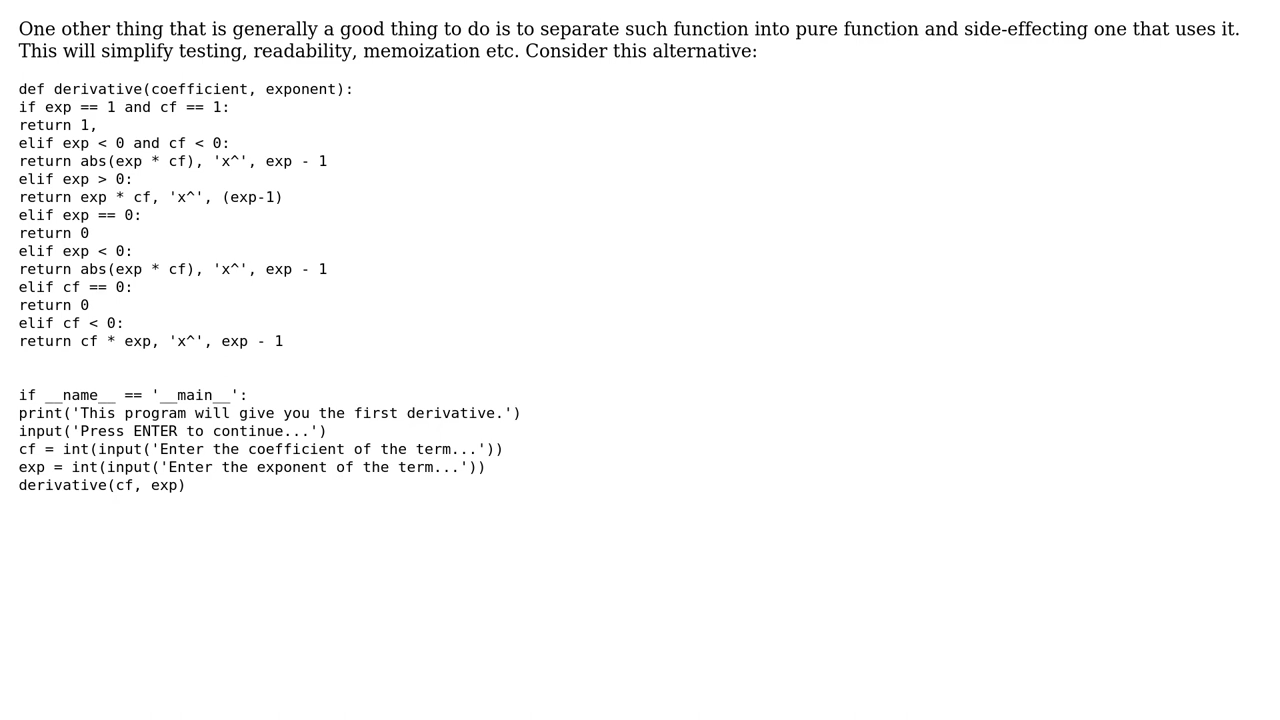 One other thing that is generally a good thing to do is to separate such function into pure function and side-effecting one that uses it.
This will simplify testing, readability, memoization etc. Consider this alternative:
def derivative(coefficient, exponent):
if exp == 1 and cf == 1:
return 1,
elif exp < 0 and cf < 0:
return abs(exp * cf), 'x^', exp - 1
elif exp > 0:
return exp * cf, 'x^', (exp-1)
elif exp == 0:
return 0
elif exp < 0:
return abs(exp * cf), 'x^', exp - 1
elif cf == 0:
return 0
elif cf < 0:
return cf * exp, 'x^', exp - 1
if __name__ == '__main__':
print('This program will give you the first derivative.')
input('Press ENTER to continue...')
cf = int(input('Enter the coefficient of the term...'))
exp = int(input('Enter the exponent of the term...'))
derivative(cf, exp)